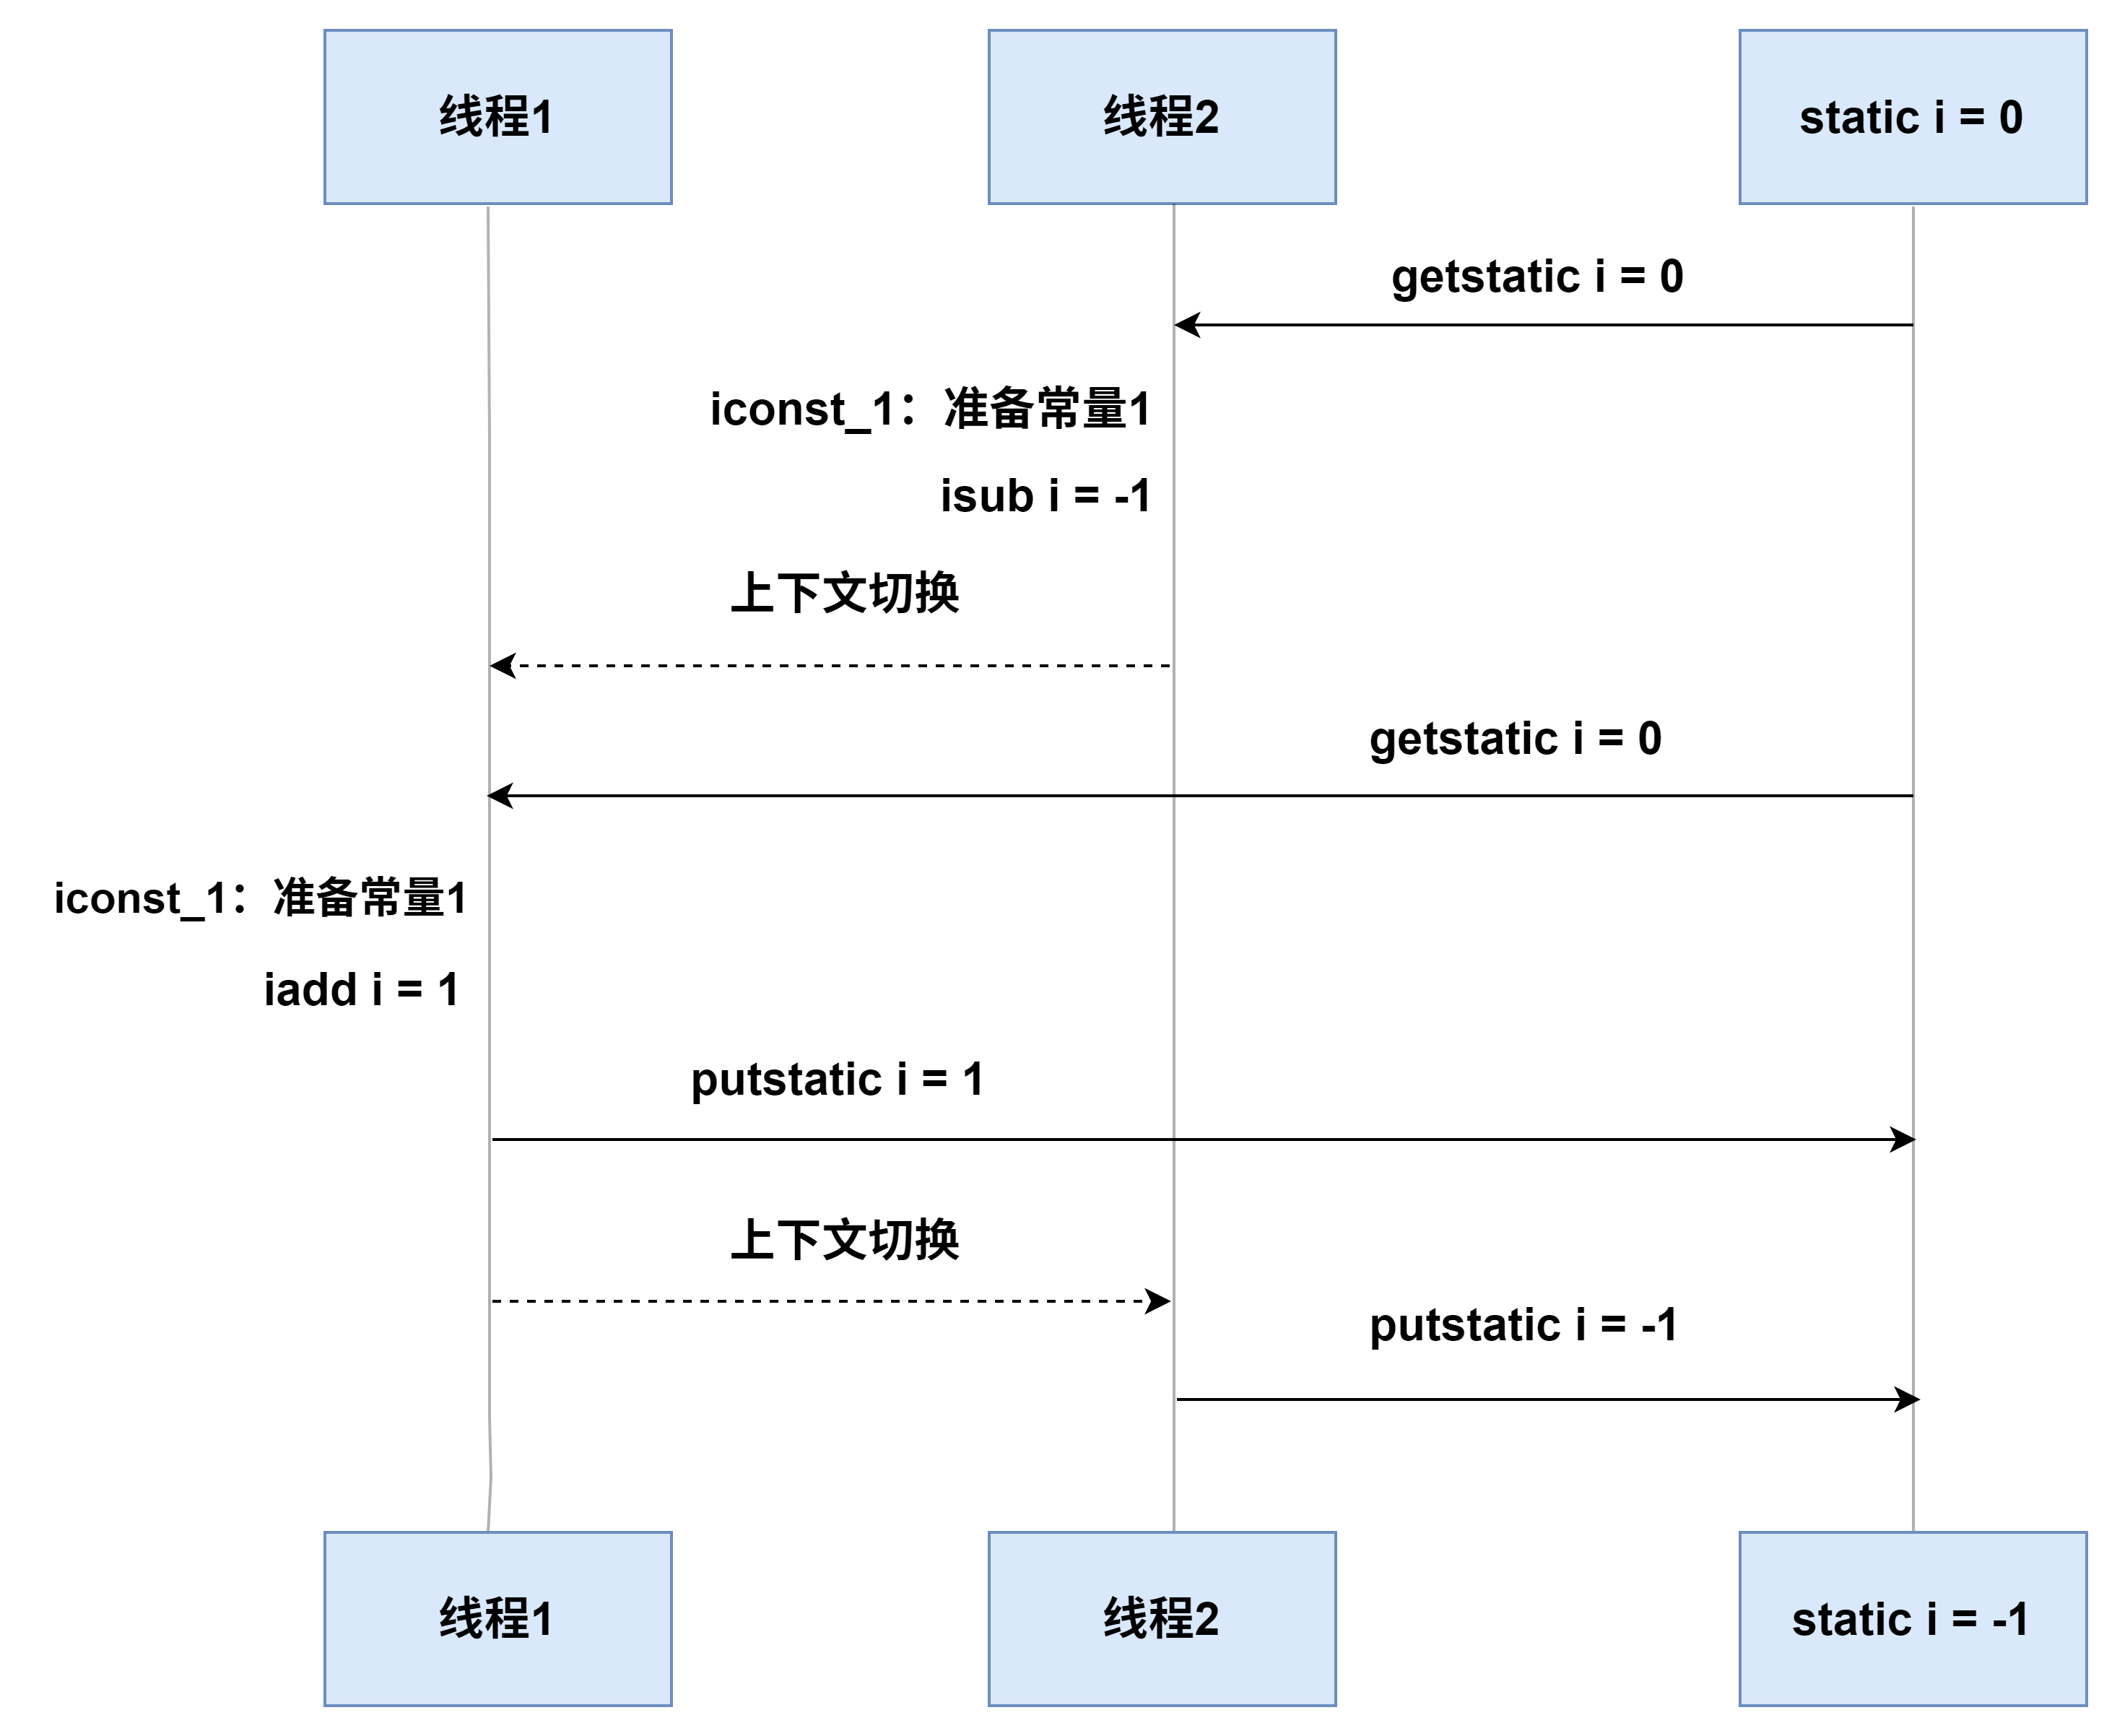 线程1
线程2
static i = 0
getstatic i = 0
iconst_1：准备常量1
isub i = -1
上下文切换
getstatic i = 0
iconst_1：准备常量1
iadd i = 1
putstatic i = 1
上下文切换
putstatic i = -1
线程1
线程2
static i = -1